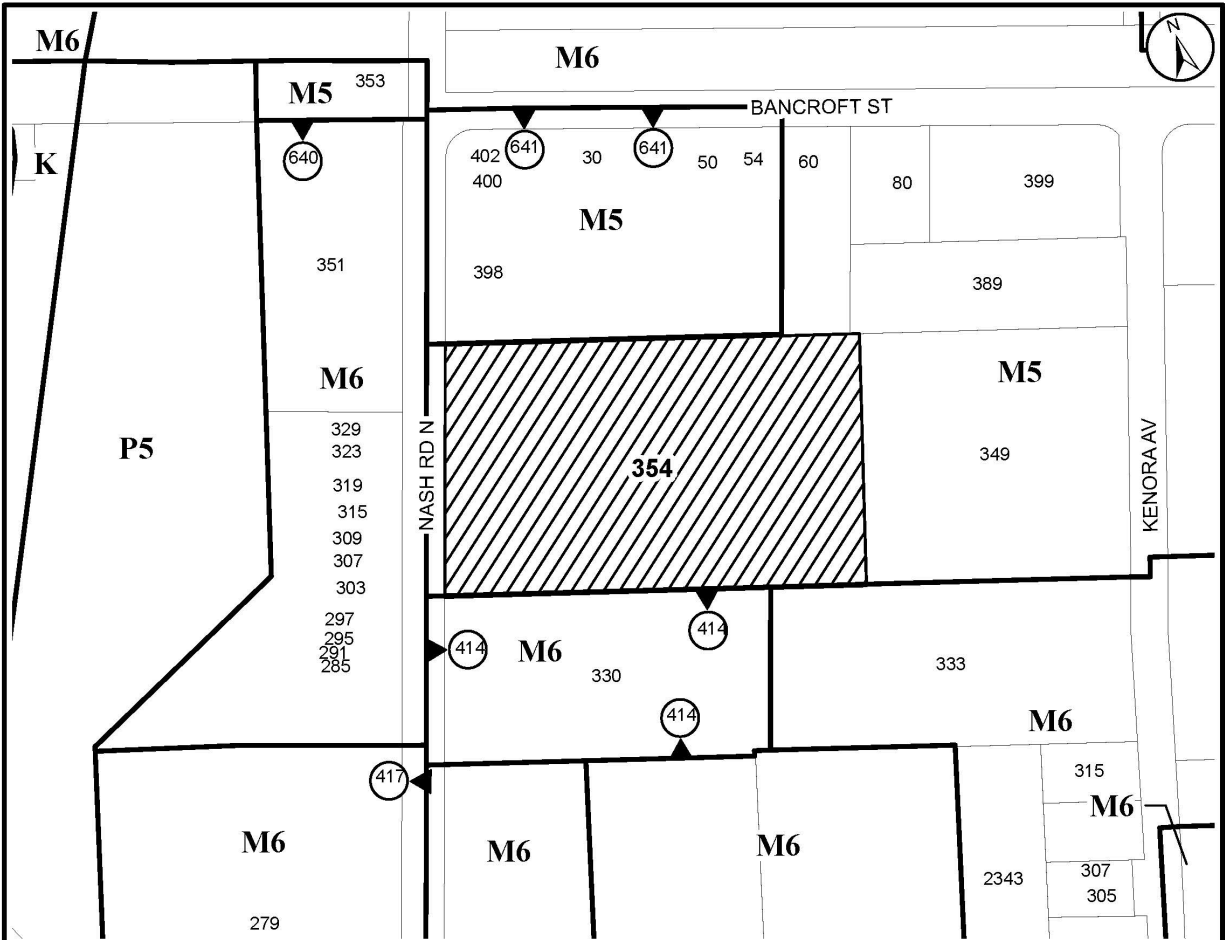 N
M6
M6
M5
353
BANCROFT ST
K
640
641
641
402
400
30
50
54
60
80
399
M5
351
398
389
M6
M5
P5
329
323
319
315
309
307
303
297
295
291
285
NASH RD N
354
349
KENORA AV
414
414
M6
330
333
414
M6
417
315
M6
M6
M6
M6
2343
307
305
279